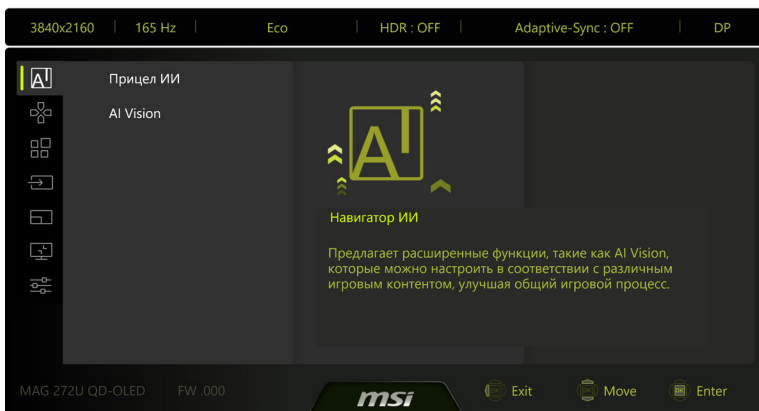 3840x2160 165 Hz Eco HDR : OFF Adaptive-Sync : OFF DP
AI
Прицел ИИ
AI Vision
AI
Навигатор ИИ
Предлагает расширенные функции, такие как AI Vision,
которые можно настроить в соответствии с различным
игровым контентом, улучшая общий игровой процесс.
MAG 272U QD-OLED FW .000
msi
Exit Move OK Enter